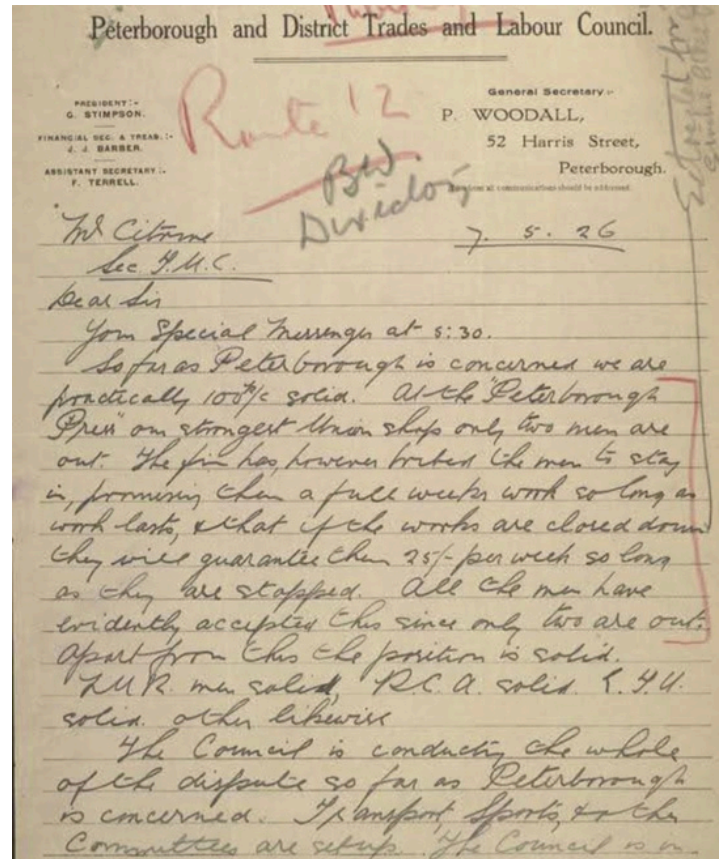 Peterborough and District Trades and Labour Council.
PRESIDENT :-
G. STIMPSON.
FINANCIAL SEC. & TREAS. :-
J. J. BARBER.
ASSISTANT SECRETARY :-
F. TERRELL.
Route 12
General Secretary :-
P. WOODALL,
52 Harris Street,
Peterborough.
To whom all communications should be addressed.
BW.
Mr Citrine
7. 5. 26
Sec T.U.C.
Dear Sir
Your Special Messenger at 5:30.
So far as Peterborough is concerned we are
practically 100% solid. At the "Peterborough
Press" our strongest Union shop only two men are
out. The firm has, however bribed the men to stay
in, promising them a full weeks work so long as
work lasts, & that if the works are closed down
they will guarantee them 25/- per week so long
as they are stopped. All the men have
evidently accepted this since only two are out.
Apart from this the position is solid.
N.U.R. men solid, R.C.A. solid.
solid. other likewise
The Council is conducting the whole
of the dispute so far as Peterborough
is concerned. Transport, Sports, & other
Committees are set up. The Council is in